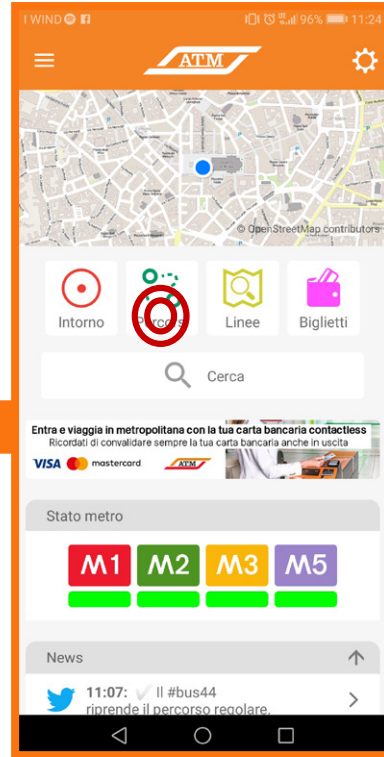 I WIND 96% 11:24
ATM
© OpenStreetMap contributors
Intorno Linee Biglietti
Cerca
Entra e viaggia in metropolitana con la tua carta bancaria contactless
Ricordati di convalidare sempre la tua carta bancaria anche in uscita
VISA mastercard ATM
Stato metro
M1 M2 M3 M5
News
11:07: ✓ Il #bus44
riprende il percorso regolare.